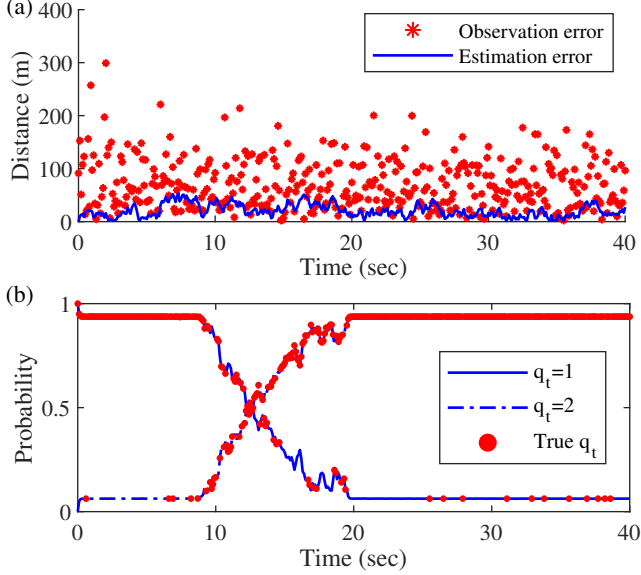 (a)
400
300
200
100
0
Distance (m)
Observation error
Estimation error
0 10 20 30 40
Time (sec)
(b)
1
0.5
0
Probability
q_t=1
q_t=2
True q_t
0 10 20 30 40
Time (sec)